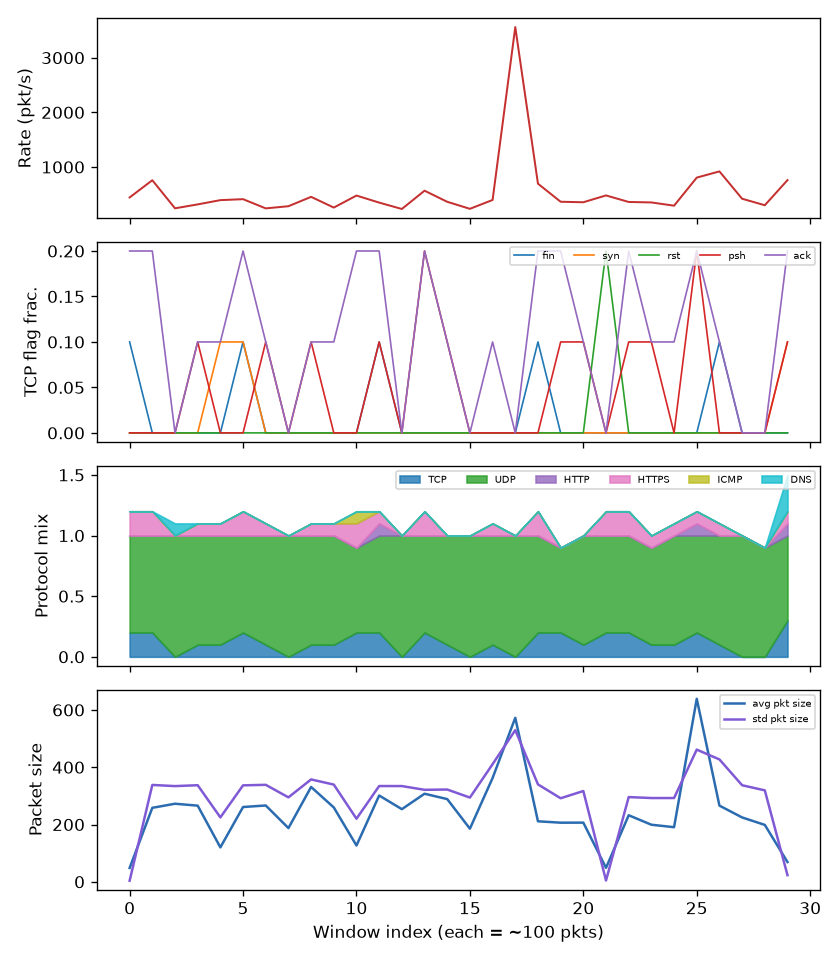 Rate (pkt/s)
3000
2000
1000
TCP flag frac.
0.20
0.15
0.10
0.05
0.00
fin syn rst psh ack
Protocol mix
1.5
1.0
0.5
0.0
TCP UDP HTTP HTTPS ICMP DNS
Packet size
600
400
200
0
avg pkt size
std pkt size
0 5 10 15 20 25 30
Window index (each = ~100 pkts)